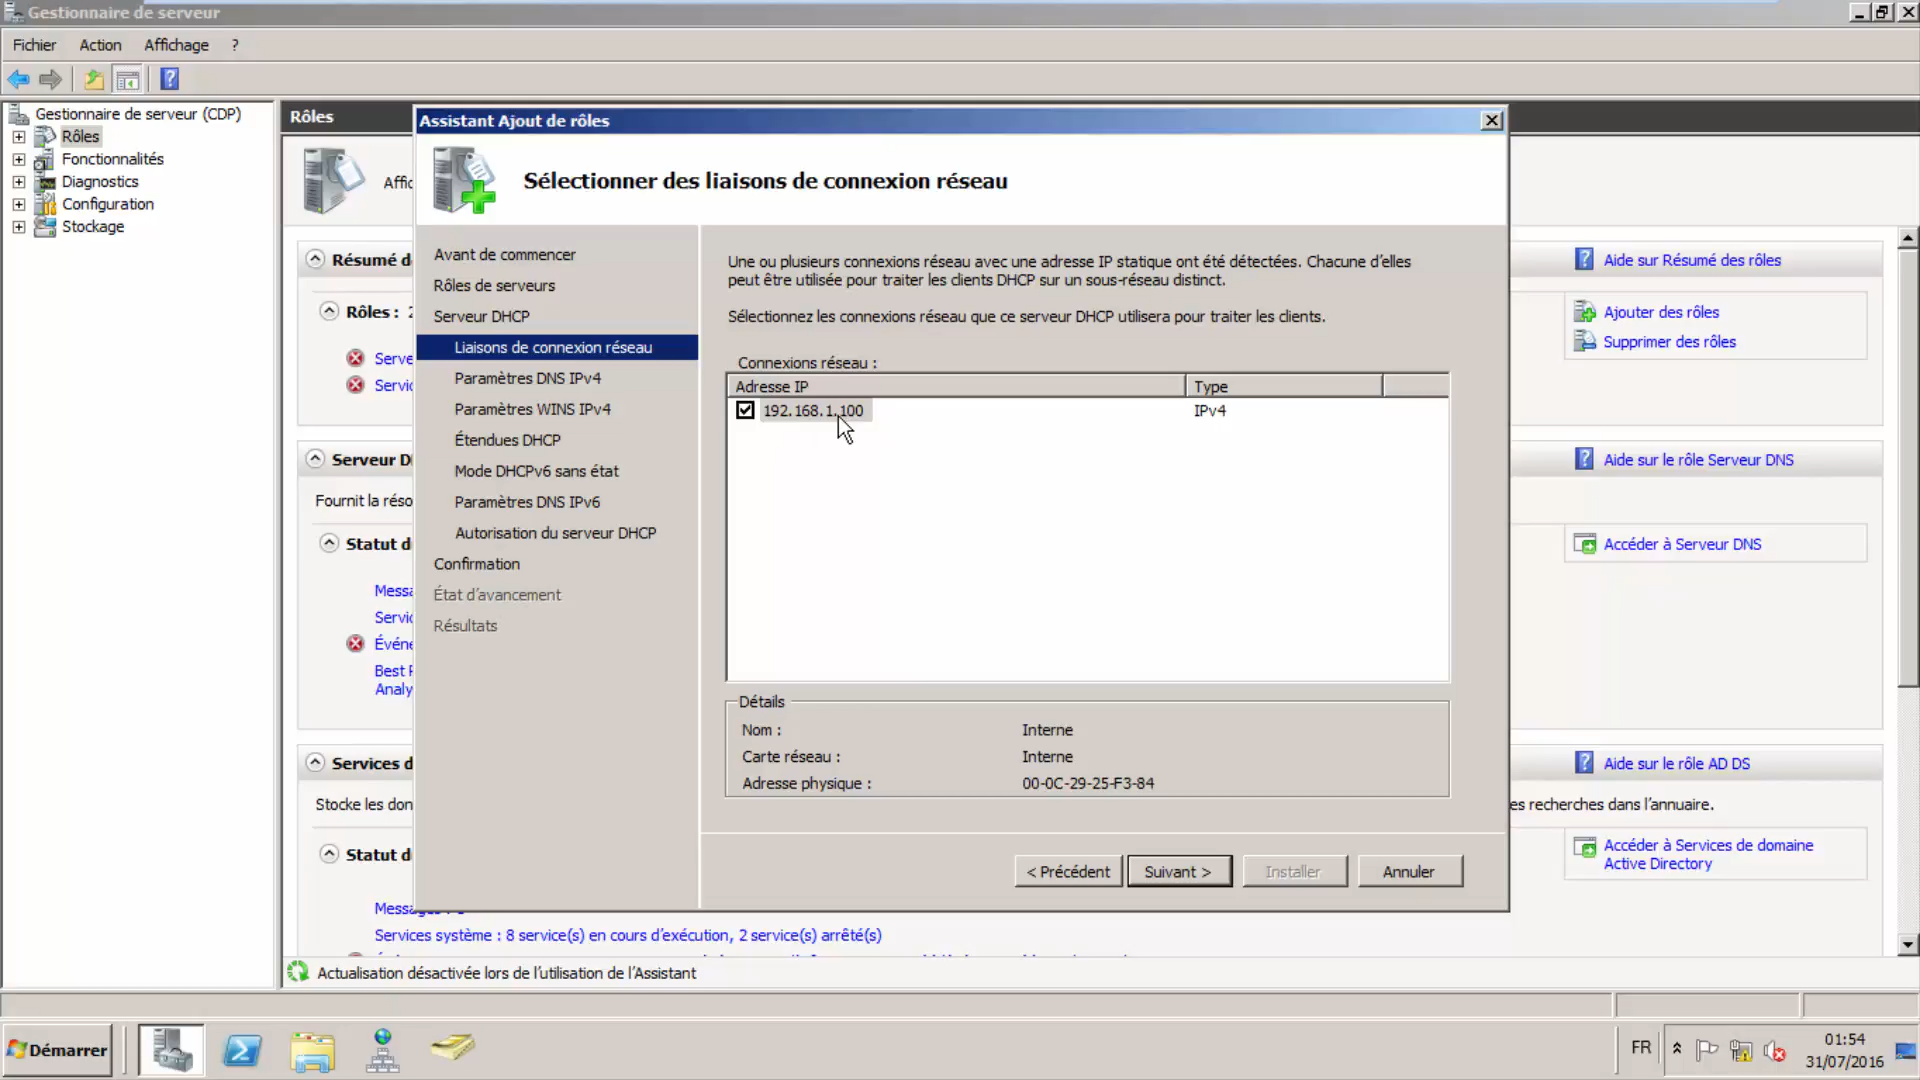 Gestionnaire de serveur
Fichier Action Affichage ?
Gestionnaire de serveur (CDP)
Rôles
Fonctionnalités
Diagnostics
Configuration
Stockage
Rôles
Affic
Résumé d
Rôles : 2
Serve
Servic
Serveur D
Fournit la réso
Statut d
Messa
Servic
Événe
Best P
Analy
Services d
Stocke les don
Statut d
Messages : 0
Services système : 8 service(s) en cours d'exécution, 2 service(s) arrêté(s)
Actualisation désactivée lors de l'utilisation de l'Assistant
Assistant Ajout de rôles
Sélectionner des liaisons de connexion réseau
Avant de commencer
Rôles de serveurs
Serveur DHCP
Liaisons de connexion réseau
Paramètres DNS IPv4
Paramètres WINS IPv4
Étendues DHCP
Mode DHCPv6 sans état
Paramètres DNS IPv6
Autorisation du serveur DHCP
Confirmation
État d'avancement
Résultats
Une ou plusieurs connexions réseau avec une adresse IP statique ont été détectées. Chacune d'elles
peut être utilisée pour traiter les clients DHCP sur un sous-réseau distinct.
Sélectionnez les connexions réseau que ce serveur DHCP utilisera pour traiter les clients.
Connexions réseau :
Adresse IP Type
192.168.1.100 IPv4
Détails
Nom : Interne
Carte réseau : Interne
Adresse physique : 00-0C-29-25-F3-84
< Précédent Suivant > Installer Annuler
Aide sur Résumé des rôles
Ajouter des rôles
Supprimer des rôles
Aide sur le rôle Serveur DNS
Accéder à Serveur DNS
Aide sur le rôle AD DS
es recherches dans l'annuaire.
Accéder à Services de domaine
Active Directory
Démarrer
FR
01:54
31/07/2016